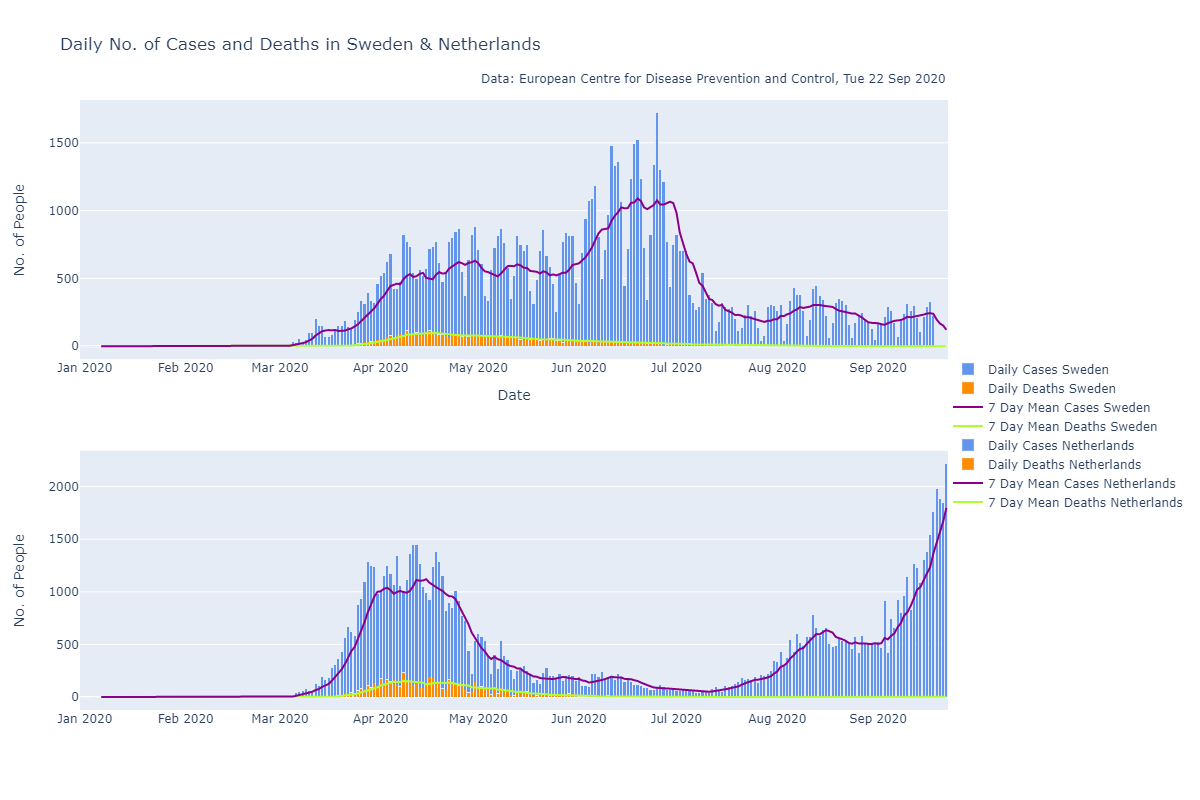 Daily No. of Cases and Deaths in Sweden & Netherlands
Data: European Centre for Disease Prevention and Control, Tue 22 Sep 2020
No. of People
1500
1000
500
0
Jan 2020 Feb 2020 Mar 2020 Apr 2020 May 2020 Jun 2020 Jul 2020 Aug 2020 Sep 2020
Date
Daily Cases Sweden
Daily Deaths Sweden
7 Day Mean Cases Sweden
7 Day Mean Deaths Sweden
Daily Cases Netherlands
Daily Deaths Netherlands
7 Day Mean Cases Netherlands
7 Day Mean Deaths Netherlands
No. of People
2000
1500
1000
500
0
Jan 2020 Feb 2020 Mar 2020 Apr 2020 May 2020 Jun 2020 Jul 2020 Aug 2020 Sep 2020